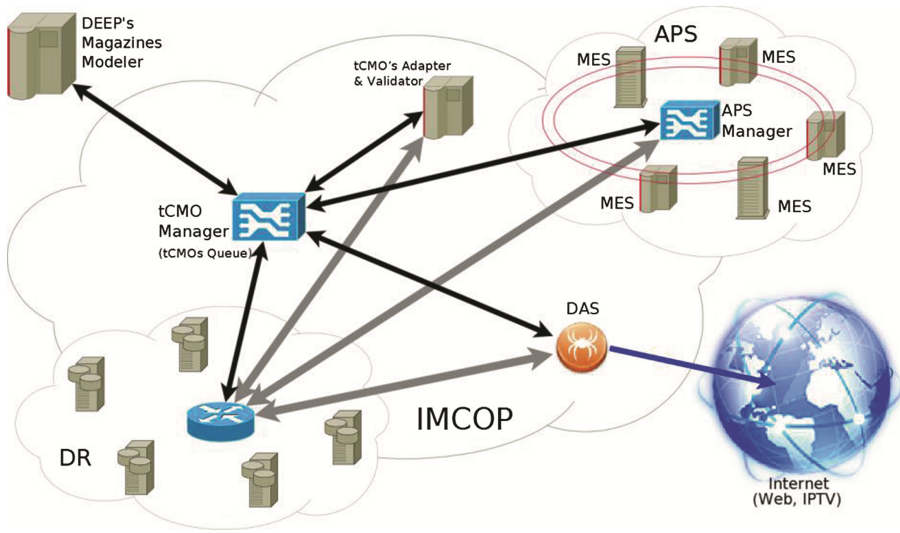 DEEP's
Magazines
Modeler
tCMO's Adapter
& Validator
APS
MES
MES
APS
Manager
MES
MES
MES
tCMO
Manager
(tCMOs Queue)
DAS
IMCOP
DR
Internet
(Web, IPTV)